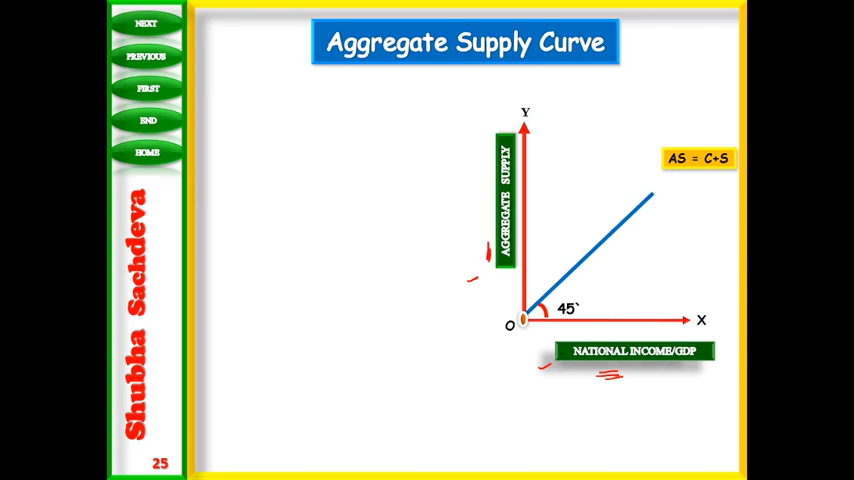 NEXT
PREVIOUS
FIRST
END
HOME
Shubha Sachdeva
25
Aggregate Supply Curve
Y
AGGREGATE SUPPLY
AS = C+S
45`
O
X
NATIONAL INCOME/GDP